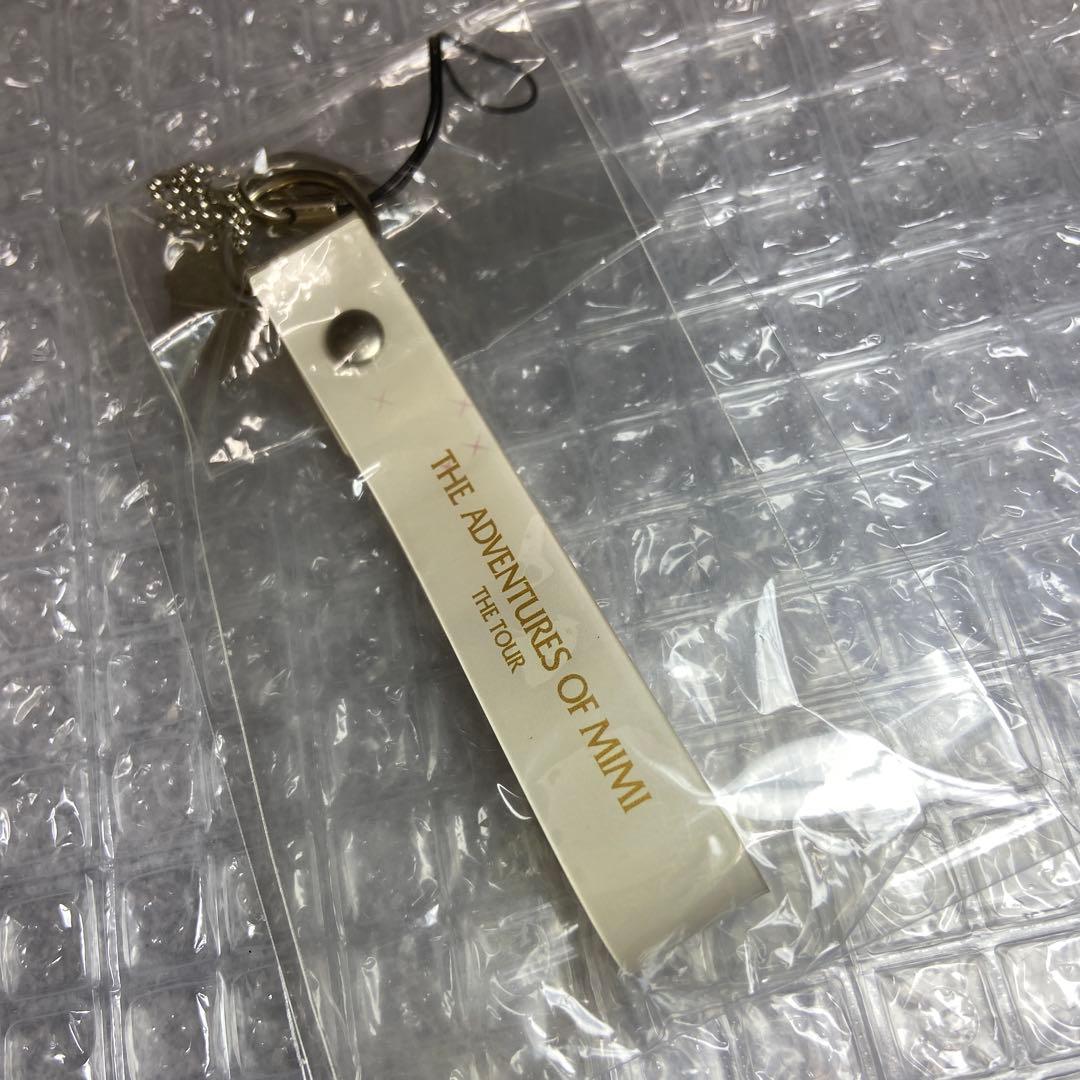 THE ADVENTURES OF MIMI
THE TOUR